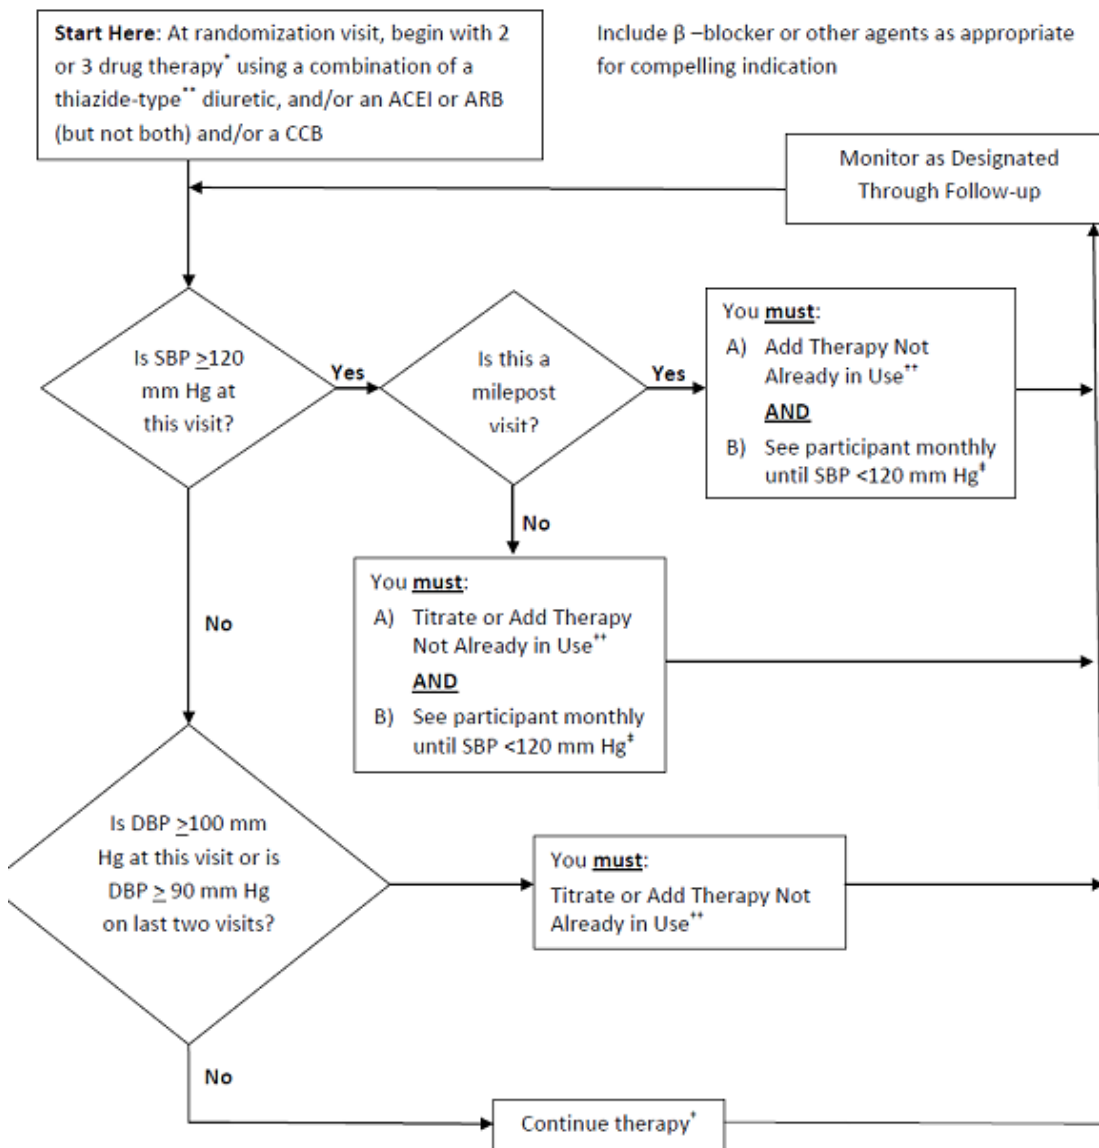 Start Here: At randomization visit, begin with 2
or 3 drug therapy* using a combination of a
thiazide-type** diuretic, and/or an ACEI or ARB
(but not both) and/or a CCB
Include β –blocker or other agents as appropriate
for compelling indication
Monitor as Designated
Through Follow-up
Is SBP ≥120
mm Hg at
this visit?
Yes
Is this a
milepost
visit?
Yes
You must:
A) Add Therapy Not
Already in Use††
AND
B) See participant monthly
until SBP <120 mm Hg‡
No
You must:
A) Titrate or Add Therapy
Not Already in Use††
AND
B) See participant monthly
until SBP <120 mm Hg‡
No
Is DBP ≥100 mm
Hg at this visit or is
DBP ≥ 90 mm Hg
on last two visits?
You must:
Titrate or Add Therapy Not
Already in Use††
No
Continue therapy†